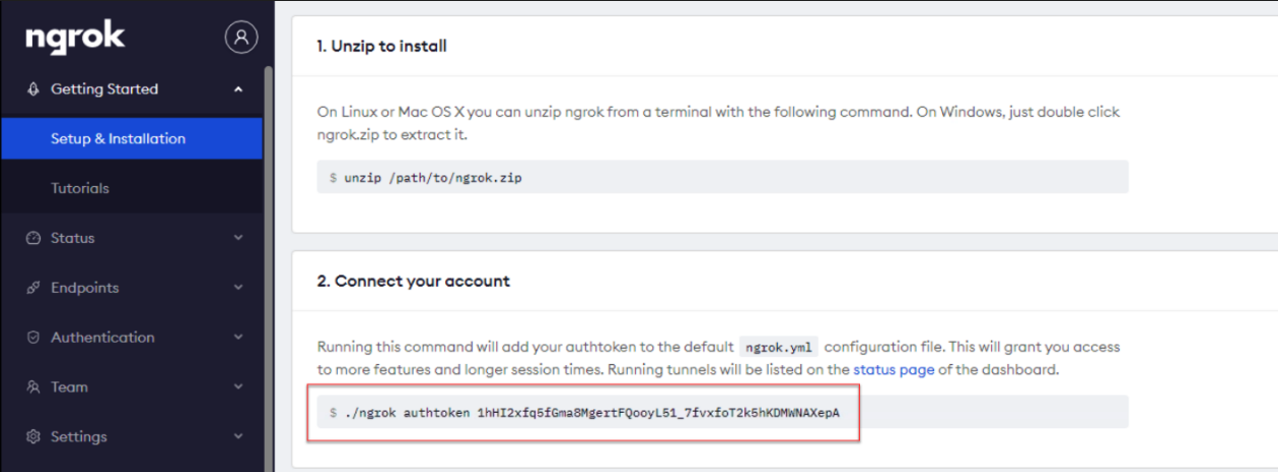 ngrok
Getting Started
Setup & Installation
Tutorials
Status
Endpoints
Authentication
Team
Settings
1. Unzip to install
On Linux or Mac OS X you can unzip ngrok from a terminal with the following command. On Windows, just double click
ngrok.zip to extract it.
$ unzip /path/to/ngrok.zip
2. Connect your account
Running this command will add your authtoken to the default ngrok.yml configuration file. This will grant you access
to more features and longer session times. Running tunnels will be listed on the status page of the dashboard.
$ ./ngrok authtoken 1hHI2xfq5fGma8MgertFQooyL51_7fvxfoT2k5hKDMWNAXepA